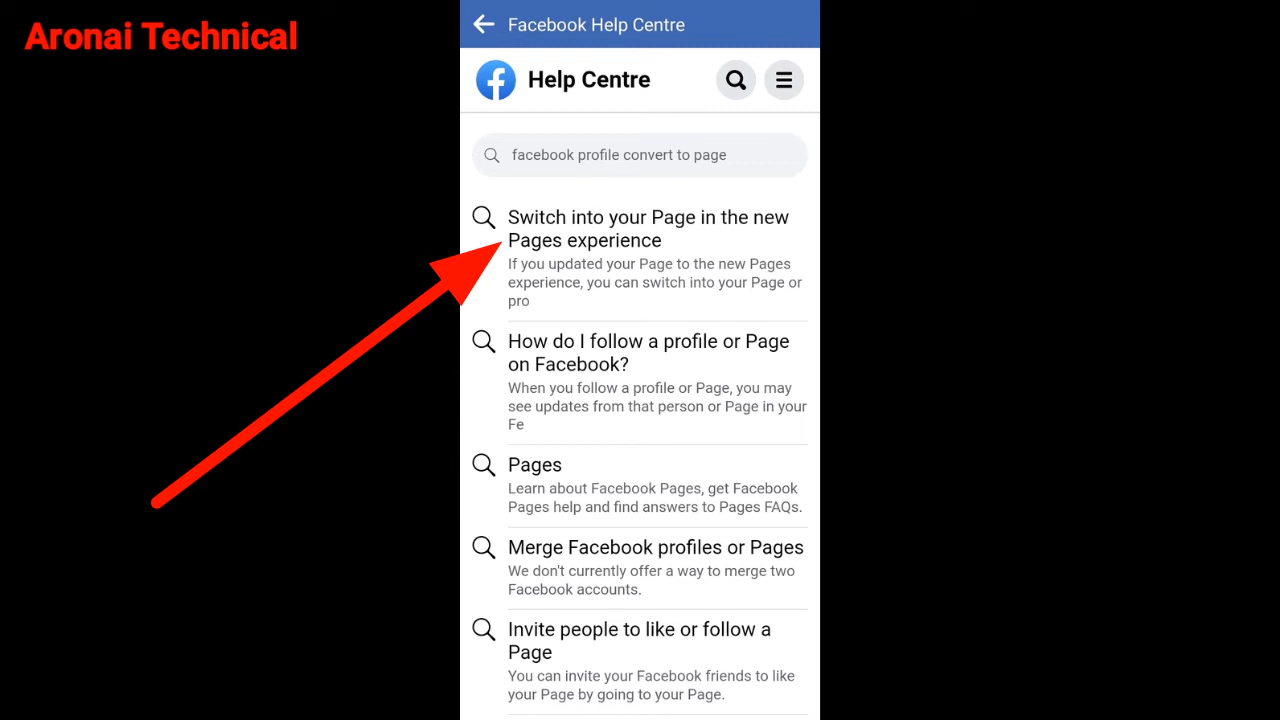 Aronai Technical
Facebook Help Centre
Help Centre
facebook profile convert to page
Switch into your Page in the new
Pages experience
If you updated your Page to the new Pages
experience, you can switch into your Page or
pro
How do I follow a profile or Page
on Facebook?
When you follow a profile or Page, you may
see updates from that person or Page in your
Fe
Pages
Learn about Facebook Pages, get Facebook
Pages help and find answers to Pages FAQs.
Merge Facebook profiles or Pages
We don't currently offer a way to merge two
Facebook accounts.
Invite people to like or follow a
Page
You can invite your Facebook friends to like
your Page by going to your Page.